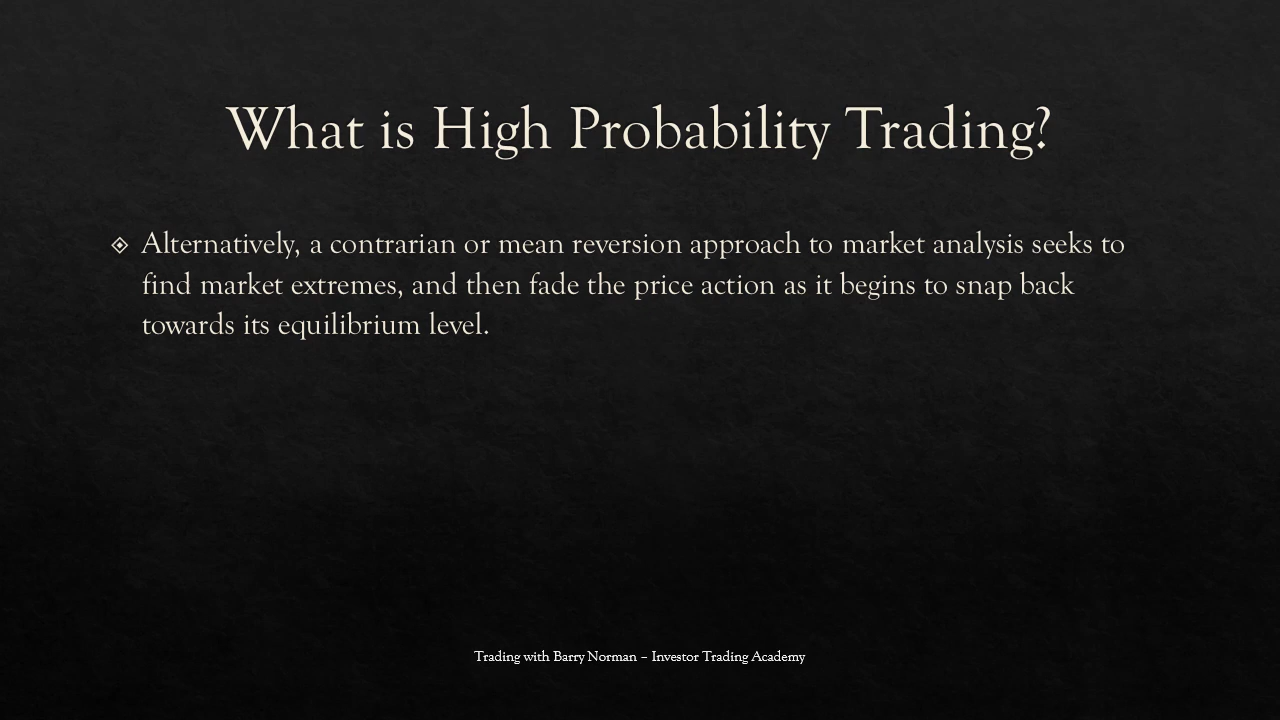 What is High Probability Trading?
Alternatively, a contrarian or mean reversion approach to market analysis seeks to
find market extremes, and then fade the price action as it begins to snap back
towards its equilibrium level.
Trading with Barry Norman – Investor Trading Academy